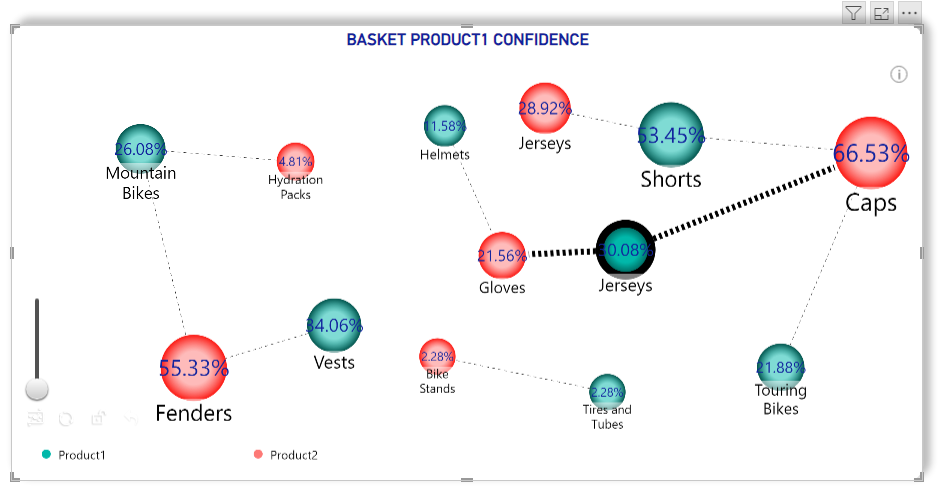 BASKET PRODUCT1 CONFIDENCE
26.08%
Mountain
Bikes
4.81%
Hydration
Packs
11.58%
Helmets
28.92%
Jerseys
53.45%
Shorts
66.53%
Caps
21.56%
Gloves
30.08%
Jerseys
34.06%
Vests
55.33%
Fenders
2.28%
Bike
Stands
2.28%
Tires and
Tubes
21.88%
Touring
Bikes
Product1
Product2